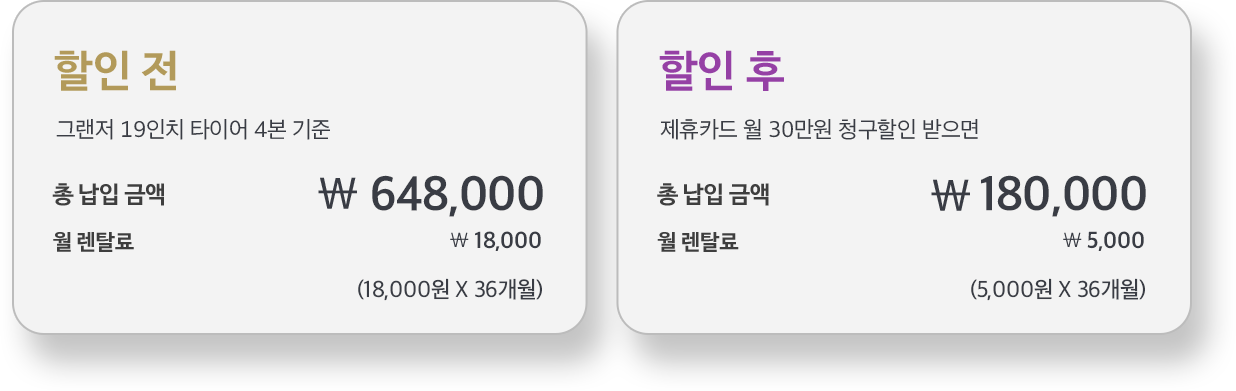 할인 전
그랜저 19인치 타이어 4본 기준
총 납입 금액 ₩ 648,000
월 렌탈료 ₩ 18,000
(18,000원 X 36개월)
할인 후
제휴카드 월 30만원 청구할인 받으면
총 납입 금액 ₩ 180,000
월 렌탈료 ₩ 5,000
(5,000원 X 36개월)